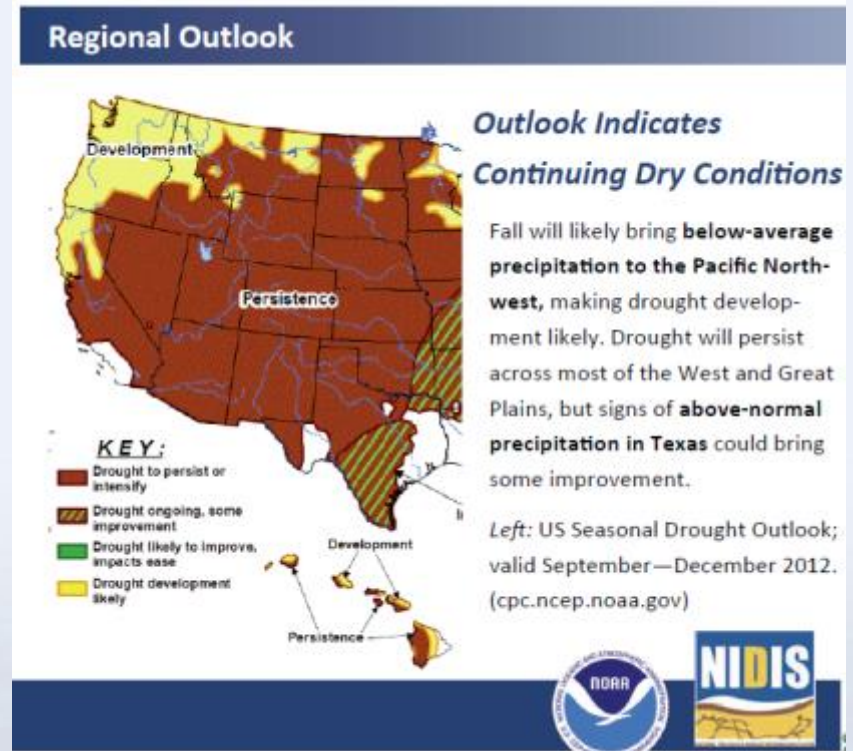 Regional Outlook
Development
Persistence
KEY:
Drought to persist or
intensify
Drought ongoing, some
improvement
Drought likely to improve,
impacts ease
Drought development
likely
Development
Persistence
Outlook Indicates
Continuing Dry Conditions
Fall will likely bring below-average
precipitation to the Pacific North-
west, making drought develop-
ment likely. Drought will persist
across most of the West and Great
Plains, but signs of above-normal
precipitation in Texas could bring
some improvement.
Left: US Seasonal Drought Outlook;
valid September—December 2012.
(cpc.ncep.noaa.gov)
NOAA
NIDIS